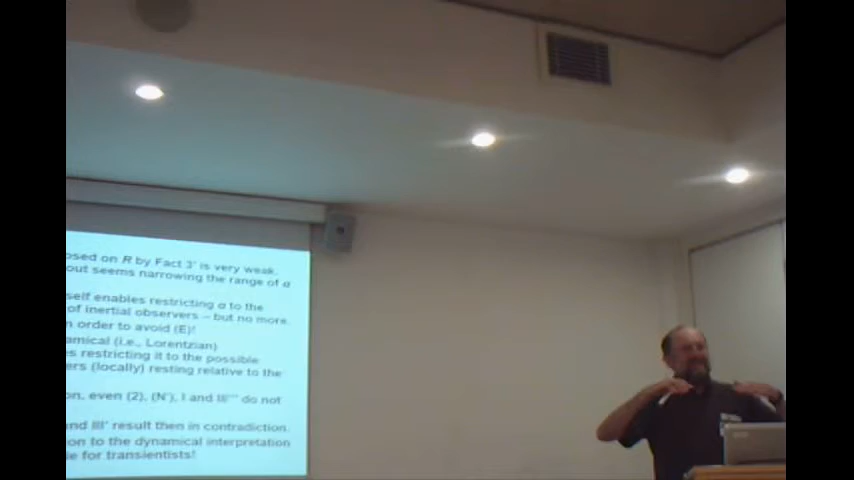 osed on R by Fact 3' is very weak.
out seems narrowing the range of α
self enables restricting α to the
of inertial observers – but no more.
n order to avoid (E)!
amical (i.e., Lorentzian)
es restricting it to the possible
ers (locally) resting relative to the
on, even (2), (N'), I and III''' do not
and III' result then in contradiction.
on to the dynamical interpretation
le for transientists!